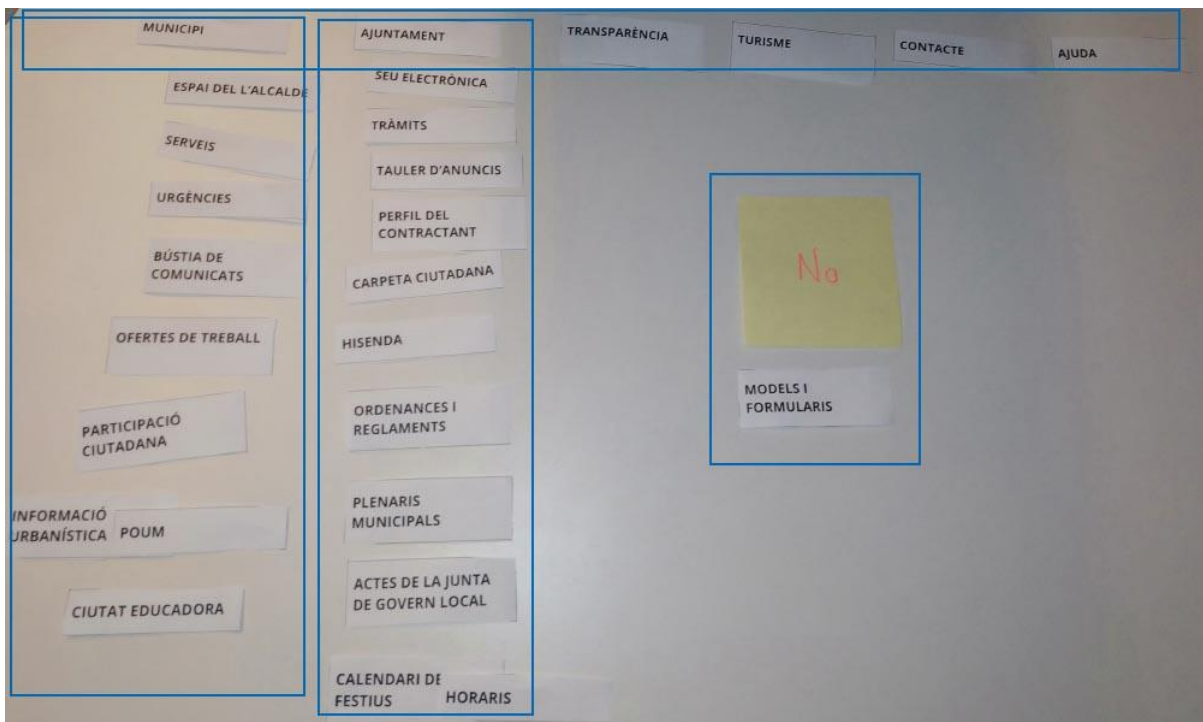 MUNICIPI
AJUNTAMENT
TRANSPARÈNCIA
TURISME
CONTACTE
AJUDA
ESPAI DEL L'ALCALDE
SERVEIS
URGÈNCIES
BÚSTIA DE
COMUNICATS
OFERTES DE TREBALL
PARTICIPACIÓ
CIUTADANA
INFORMACIÓ
URBANÍSTICA
POUM
CIUTAT EDUCADORA
SEU ELECTRÒNICA
TRÀMITS
TAULER D'ANUNCIS
PERFIL DEL
CONTRACTANT
CARPETA CIUTADANA
HISENDA
ORDENANCES I
REGLAMENTS
PLENARIS
MUNICIPALS
ACTES DE LA JUNTA
DE GOVERN LOCAL
CALENDARI DE
FESTIUS
HORARIS
No
MODELS I
FORMULARIS